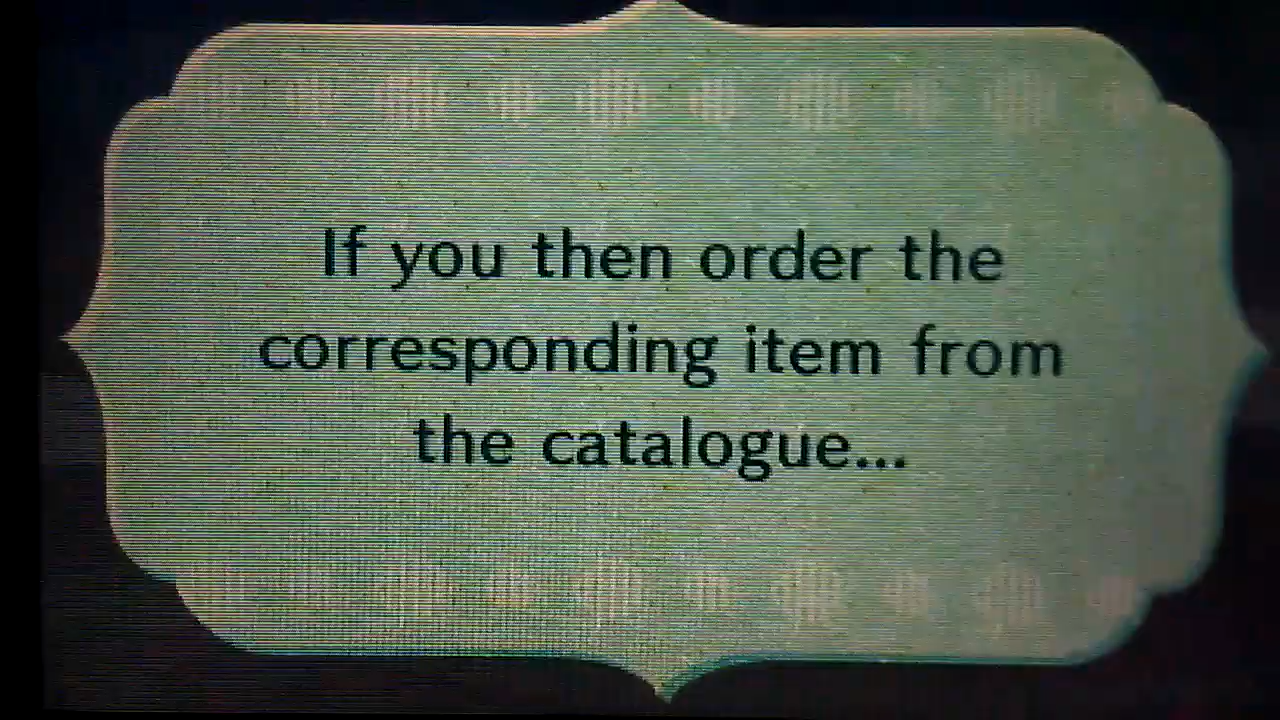 If you then order the
corresponding item from
the catalogue...